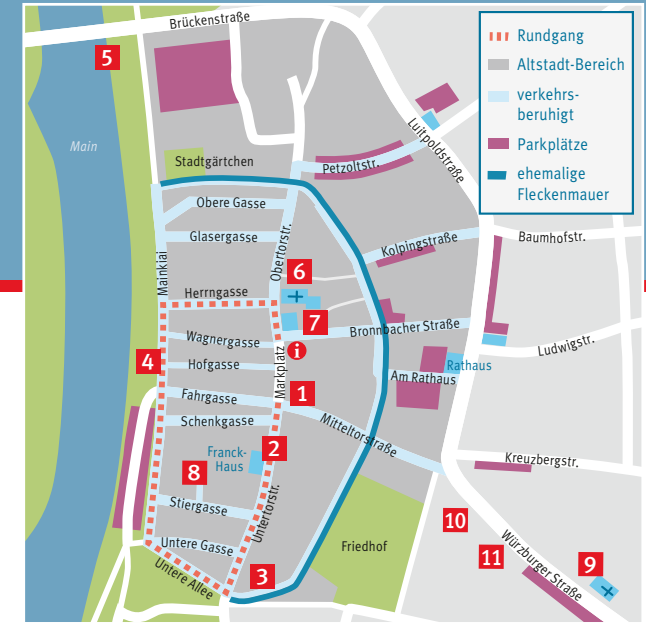 Brückenstraße
Rundgang
Altstadt-Bereich
verkehrs-
beruhigt
Parkplätze
ehemalige
Fleckenmauer
5
Main
Luitpoldstraße
Stadtgärtchen
Petzoltstr.
Obere Gasse
Glasergasse
Obertorstr.
Kolpingstraße
Baumhofstr.
Mainkiai
6
Herrngasse
7
Bronnbacher Straße
Wagnergasse
i
Ludwigstr.
4
Hofgasse
Markplatz
Rathaus
Am Rathaus
1
Fahrgasse
Schenkgasse
Mitteltorstraße
2
Franck-
Haus
8
Kreuzbergstr.
Stiergasse
Untertorstr.
10
Untere Gasse
Friedhof
11
Würzburger Straße
9
3
Untere Allee